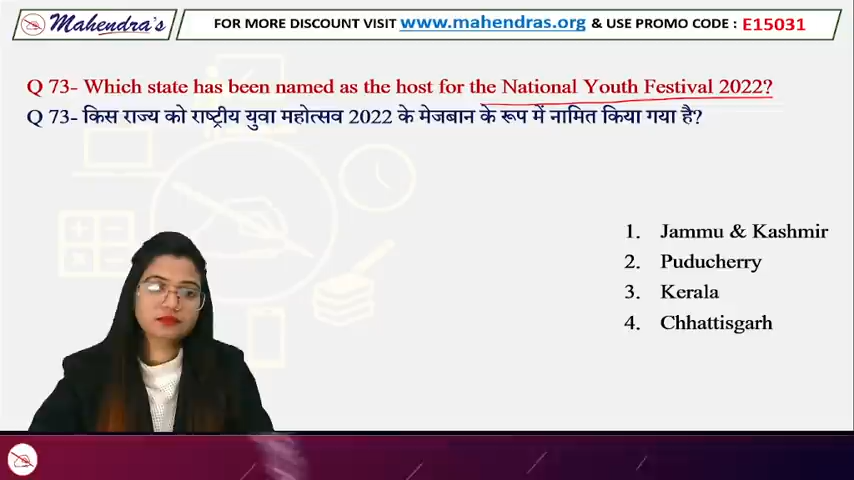 Mahendra's
FOR MORE DISCOUNT VISIT www.mahendras.org & USE PROMO CODE : E15031
Q 73- Which state has been named as the host for the National Youth Festival 2022?
Q 73- किस राज्य को राष्ट्रीय युवा महोत्सव 2022 के मेजबान के रूप में नामित किया गया है?
1. Jammu & Kashmir
2. Puducherry
3. Kerala
4. Chhattisgarh